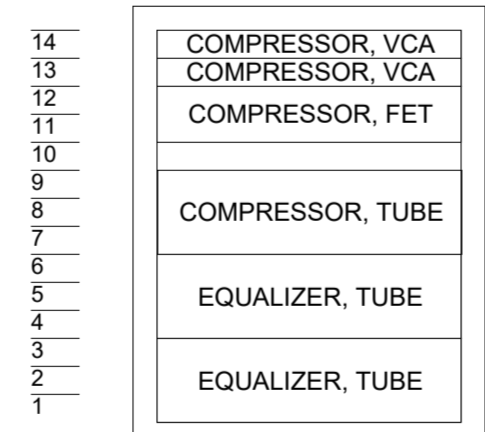 14
COMPRESSOR, VCA
13
COMPRESSOR, VCA
12
COMPRESSOR, FET
11
10
9
8
COMPRESSOR, TUBE
7
6
5
EQUALIZER, TUBE
4
3
2
EQUALIZER, TUBE
1